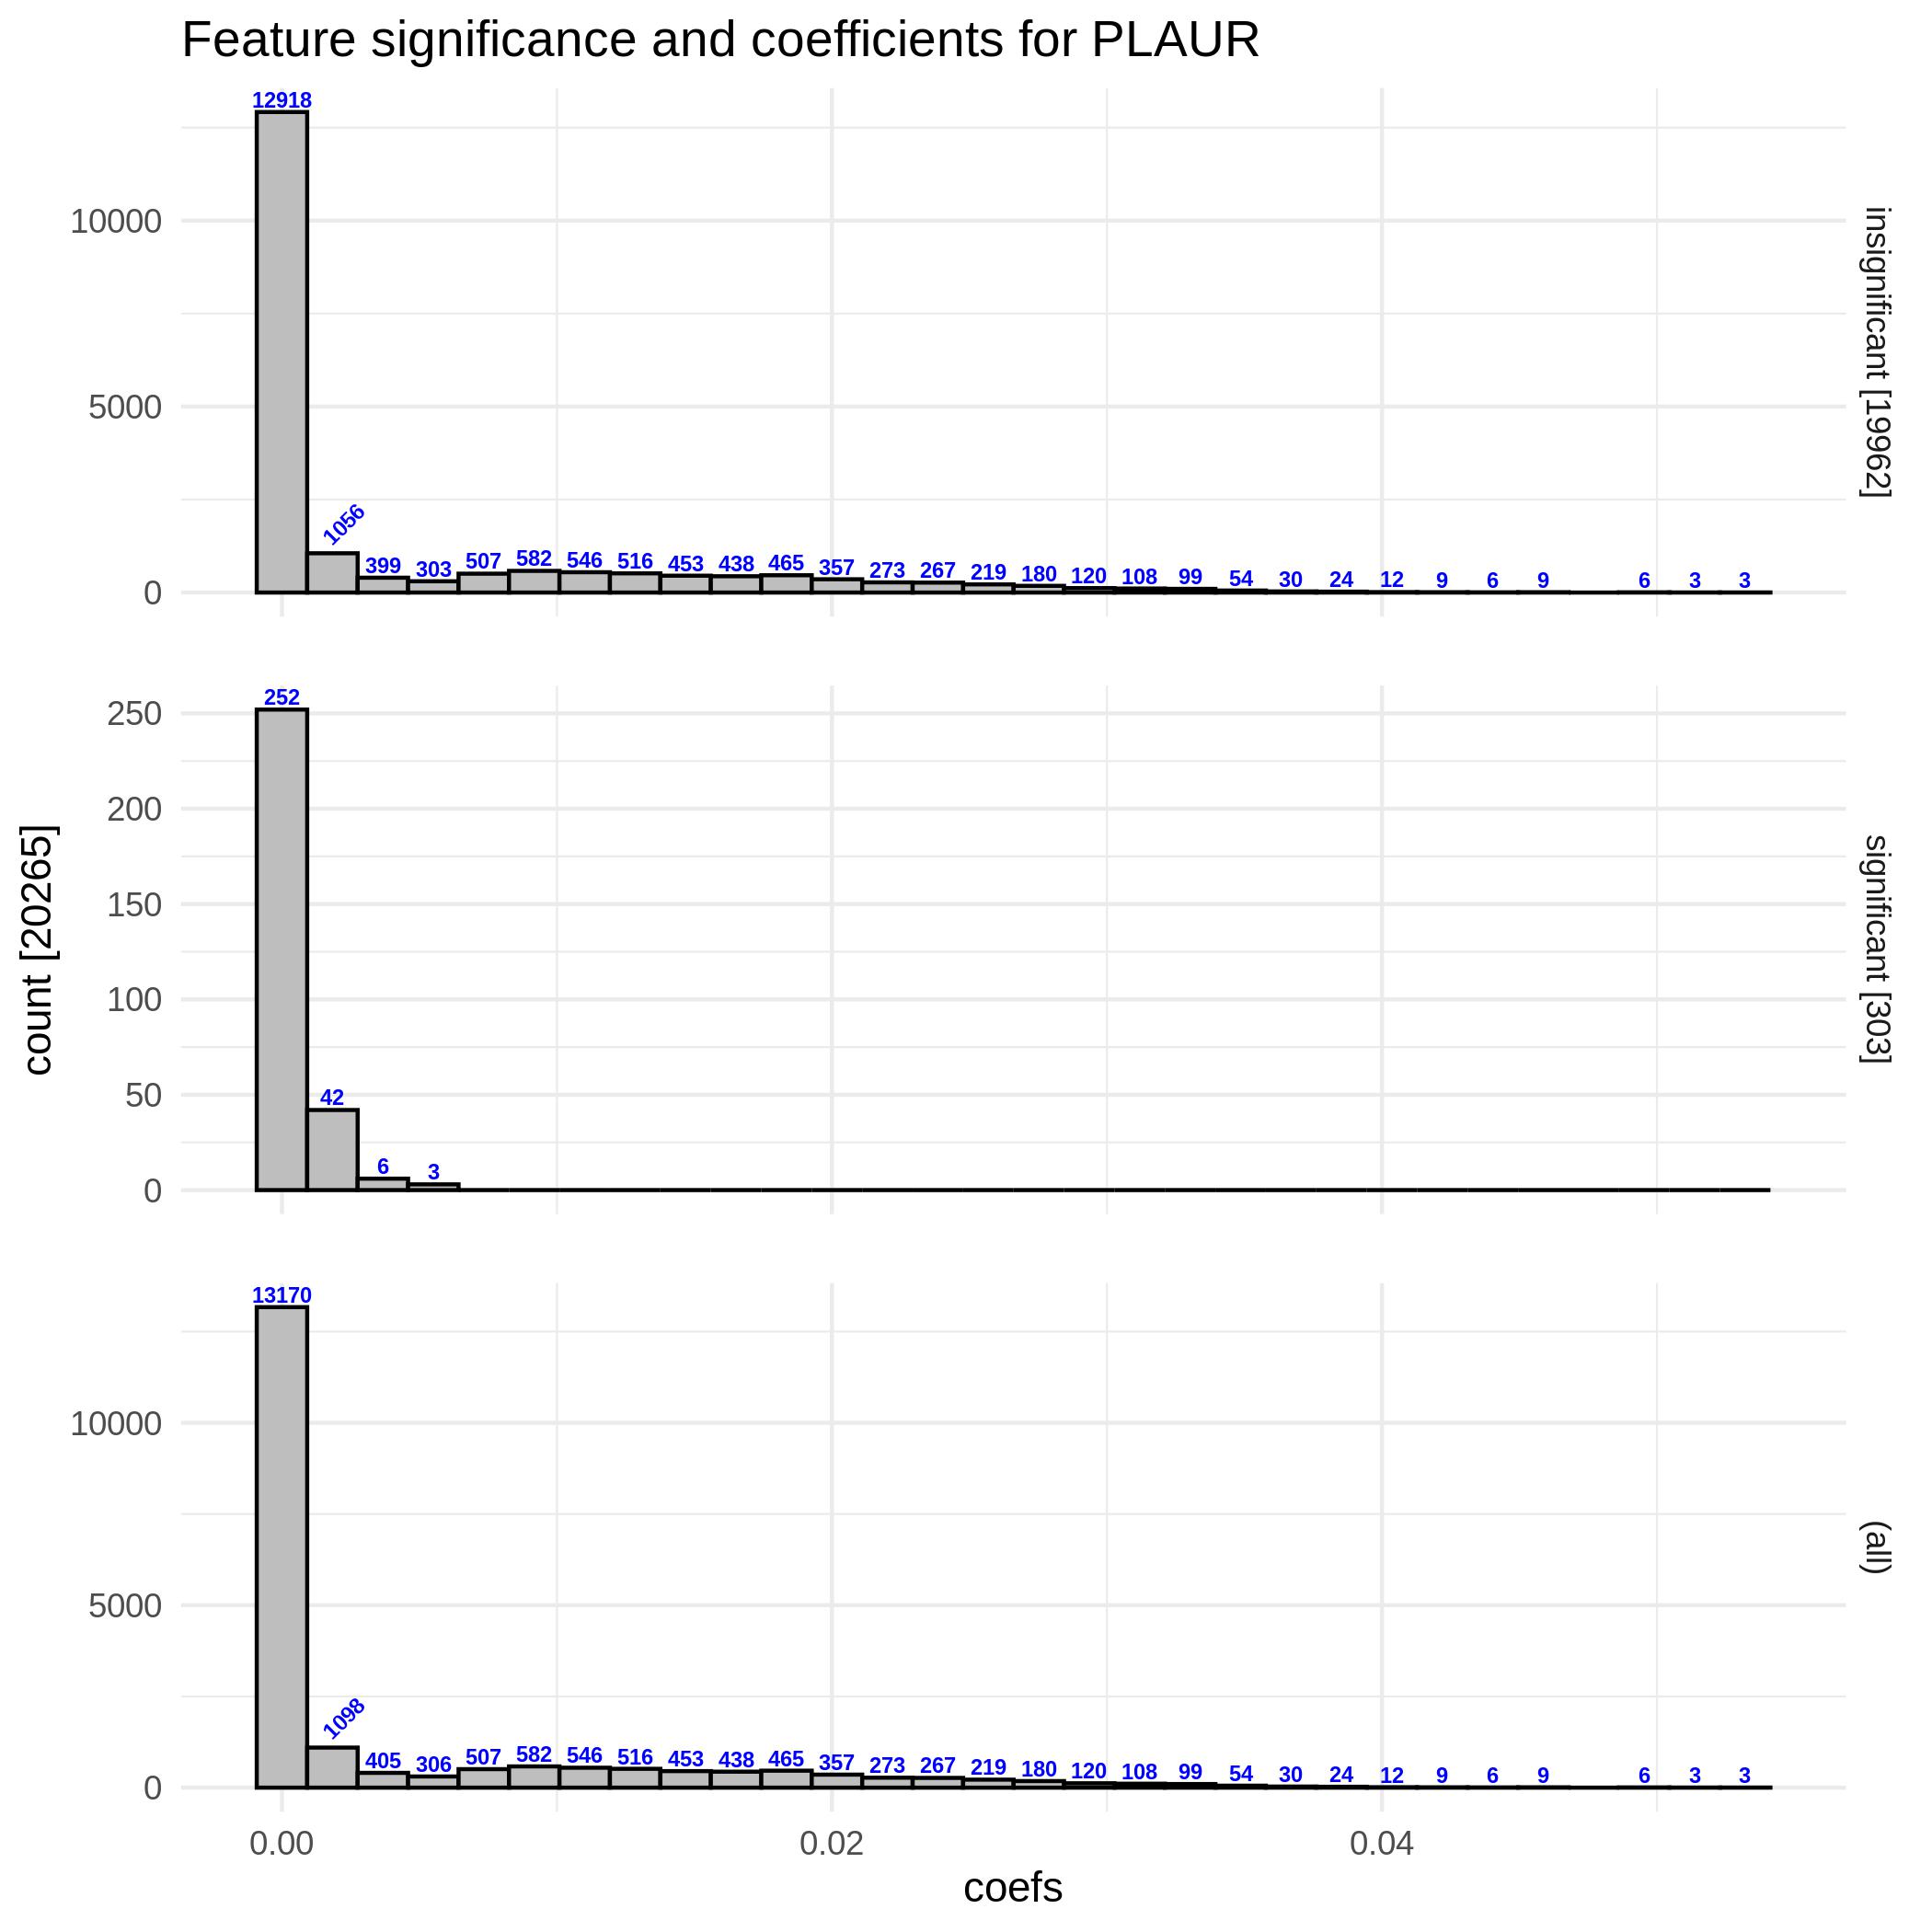 Feature significance and coefficients for PLAUR
12918
10000
5000
0
1056
399 303 507 582 546 516 453 438 465 357 273 267 219 180 120 108 99 54 30 24 12 9 6 9 6 3 3
insignificant [19962]
252
250
200
150
100
50
0
42
6
3
significant [303]
count [20265]
13170
10000
5000
0
1098
405 306 507 582 546 516 453 438 465 357 273 267 219 180 120 108 99 54 30 24 12 9 6 9 6 3 3
(all)
0.00 0.02 0.04
coefs